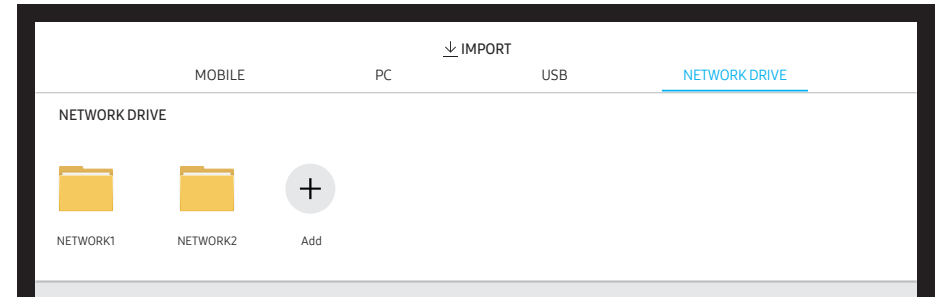 IMPORT
MOBILE PC USB NETWORK DRIVE
NETWORK DRIVE
NETWORK1 NETWORK2 Add